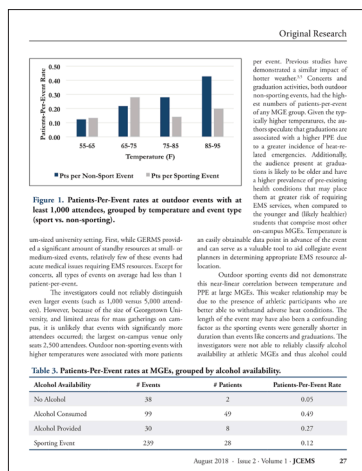 Original Research
0.50
0.40
0.30
0.20
0.10
0.00
Patients-Per-Event Rate
55-65
65-75
75-85
85-95
Temperature (F)
Pts per Non-Sport Event
Pts per Sporting Event
Figure 1. Patients-Per-Event rates at outdoor events with at
least 1,000 attendees, grouped by temperature and event type
(sport vs. non-sporting).
um-sized university setting. First, while GERMS provid-
ed a significant amount of standby resources at small- or
medium-sized events, relatively few of these events had
acute medical issues requiring EMS resources. Except for
concerts, all types of events on average had less than 1
patient-per-event.
The investigators could not reliably distinguish
even larger events (such as 1,000 versus 5,000 attend-
ees). However, because of the size of Georgetown Uni-
versity, and limited areas for mass gatherings on cam-
pus, it is unlikely that events with significantly more
attendees occurred: the largest on-campus venue only
seats 2,500 attendees. Outdoor non-sporting events with
higher temperatures were associated with more patients
per event. Previous studies have
demonstrated a similar impact of
hotter weather.
Concerts and
graduation activities, both outdoor
non-sporting events, had the high-
est numbers of patients-per-event
of any MGE group. Given the typ-
ically higher temperatures, the au-
thors speculate that graduations are
associated with a higher PPE due
to a greater incidence of heat-re-
lated emergencies. Additionally,
the audience present at gradua-
tions is likely to be older and have
a higher prevalence of pre-existing
health conditions that may place
them at greater risk of requiring
EMS services, when compared to
the younger and (likely healthier)
students that comprise most other
on-campus MGEs. Temperature is
an easily obtainable data point in advance of the event
and can serve as a valuable tool to aid collegiate event
planners in determining appropriate EMS resource al-
location.
Outdoor sporting events did not demonstrate
this near-linear correlation between temperature and
PPE at large MGEs. This weaker relationship may be
due to the presence of athletic participants who are
better able to withstand adverse heat conditions. The
length of the event may have also been a confounding
factor as the sporting events were generally shorter in
duration than events like concerts and graduations. The
investigators were not able to reliably classify alcohol
availability at athletic MGEs and thus alcohol could
Table 3. Patients-Per-Event rates at MGEs, grouped by alcohol availability.
Alcohol Availability # Events # Patients Patients-Per-Event Rate
No Alcohol 38 2 0.05
Alcohol Consumed 99 49 0.49
Alcohol Provided 30 8 0.27
Sporting Event 239 28 0.12
August 2018 - Issue 2 · Volume 1 · JCEMS 27